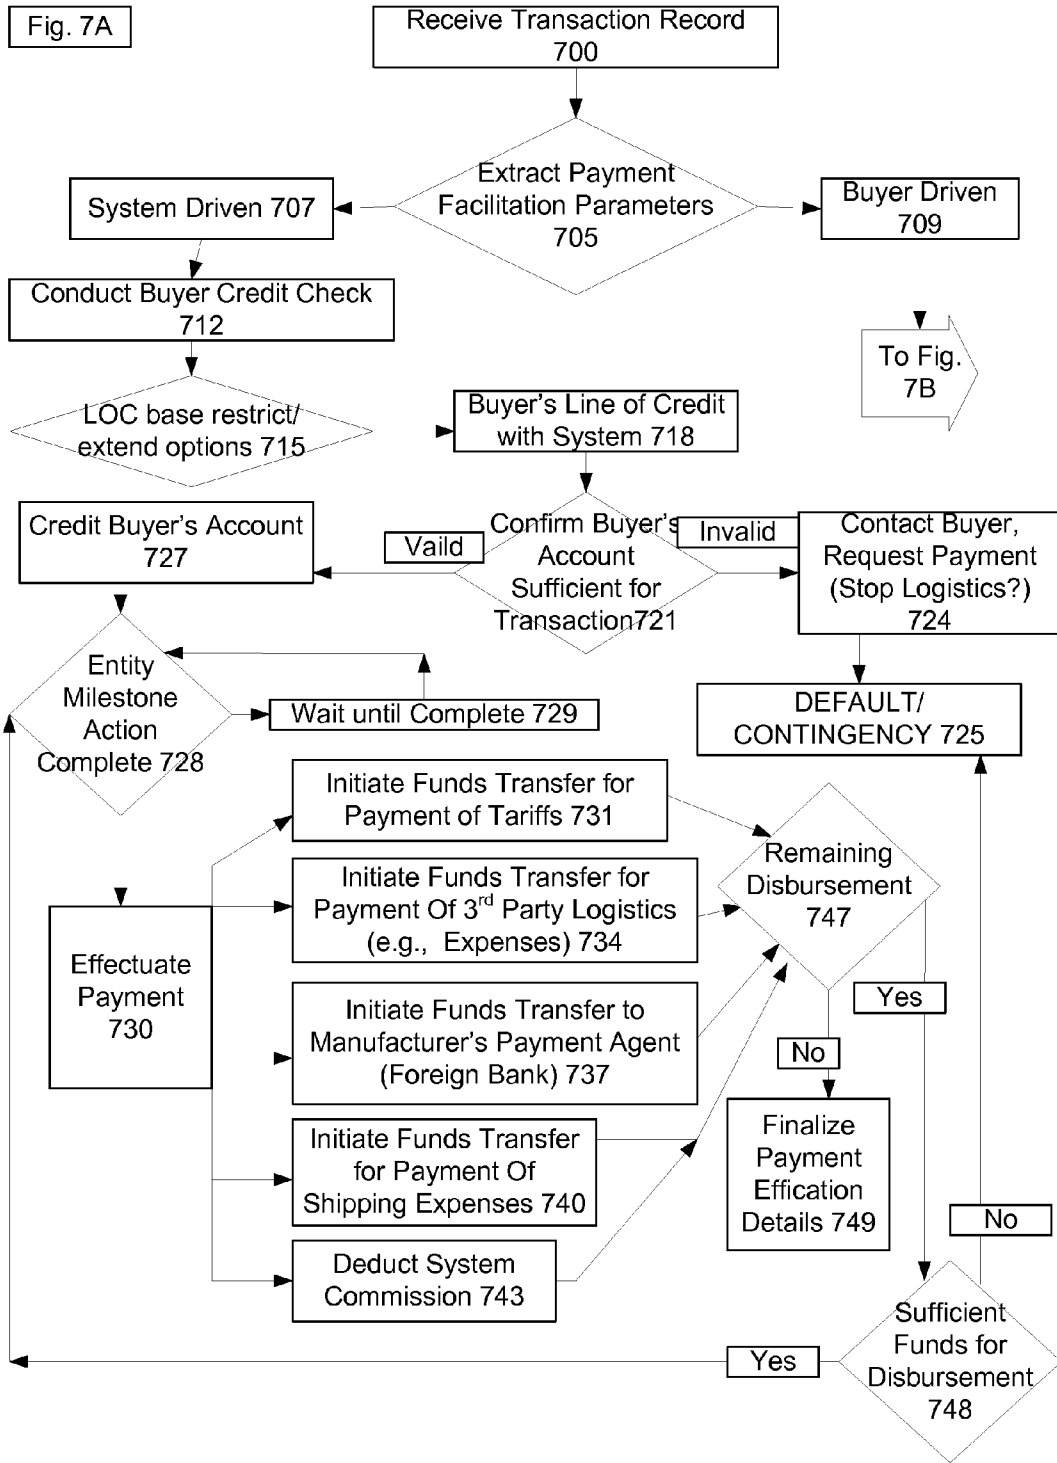 Fig. 7A
Receive Transaction Record
700
Extract Payment
Facilitation Parameters
705
System Driven 707
Buyer Driven
709
Conduct Buyer Credit Check
712
To Fig.
7B
LOC base restrict/
extend options 715
Buyer's Line of Credit
with System 718
Credit Buyer's Account
727
Vaild
Confirm Buyer's
Account
Sufficient for
Transaction721
Invalid
Contact Buyer,
Request Payment
(Stop Logistics?)
724
Entity
Milestone
Action
Complete 728
Wait until Complete 729
DEFAULT/
CONTINGENCY 725
Initiate Funds Transfer for
Payment of Tariffs 731
Remaining
Disbursement
747
Initiate Funds Transfer for
Payment Of 3rd Party Logistics
(e.g., Expenses) 734
Effectuate
Payment
730
Yes
Initiate Funds Transfer to
Manufacturer's Payment Agent
(Foreign Bank) 737
No
Initiate Funds Transfer
for Payment Of
Shipping Expenses 740
Finalize
Payment
Effication
Details 749
No
Deduct System
Commission 743
Sufficient
Funds for
Disbursement
748
Yes